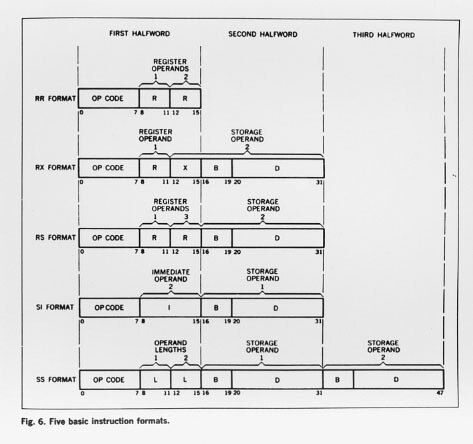 FIRST HALFWORD SECOND HALFWORD THIRD HALFWORD
REGISTER
OPERANDS
1 2
RR FORMAT OP CODE R R
0 7 8 11 12 15
REGISTER
OPERAND
1
STORAGE
OPERAND
2
RX FORMAT OP CODE R X B D
0 7 8 11 12 15 16 19 20 31
REGISTER
OPERANDS
1 3
STORAGE
OPERAND
2
RS FORMAT OP CODE R R B D
0 7 8 11 12 15 16 19 20 31
IMMEDIATE
OPERAND
2
STORAGE
OPERAND
1
SI FORMAT OP CODE I B D
0 7 8 15 16 19 20 31
OPERAND
LENGTHS
1 2
STORAGE
OPERAND
1
STORAGE
OPERAND
2
SS FORMAT OP CODE L L B D B D
0 7 8 11 12 15 16 19 20 31 47
Fig. 6. Five basic instruction formats.